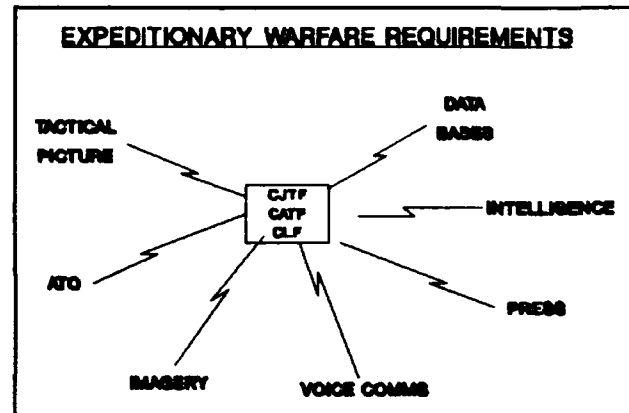 EXPEDITIONARY WARFARE REQUIREMENTS
TACTICAL
PICTURE
DATA
BASES
CJTF
CATF
CLF
INTELLIGENCE
ATO
PRESS
IMAGERY
VOICE COMMS